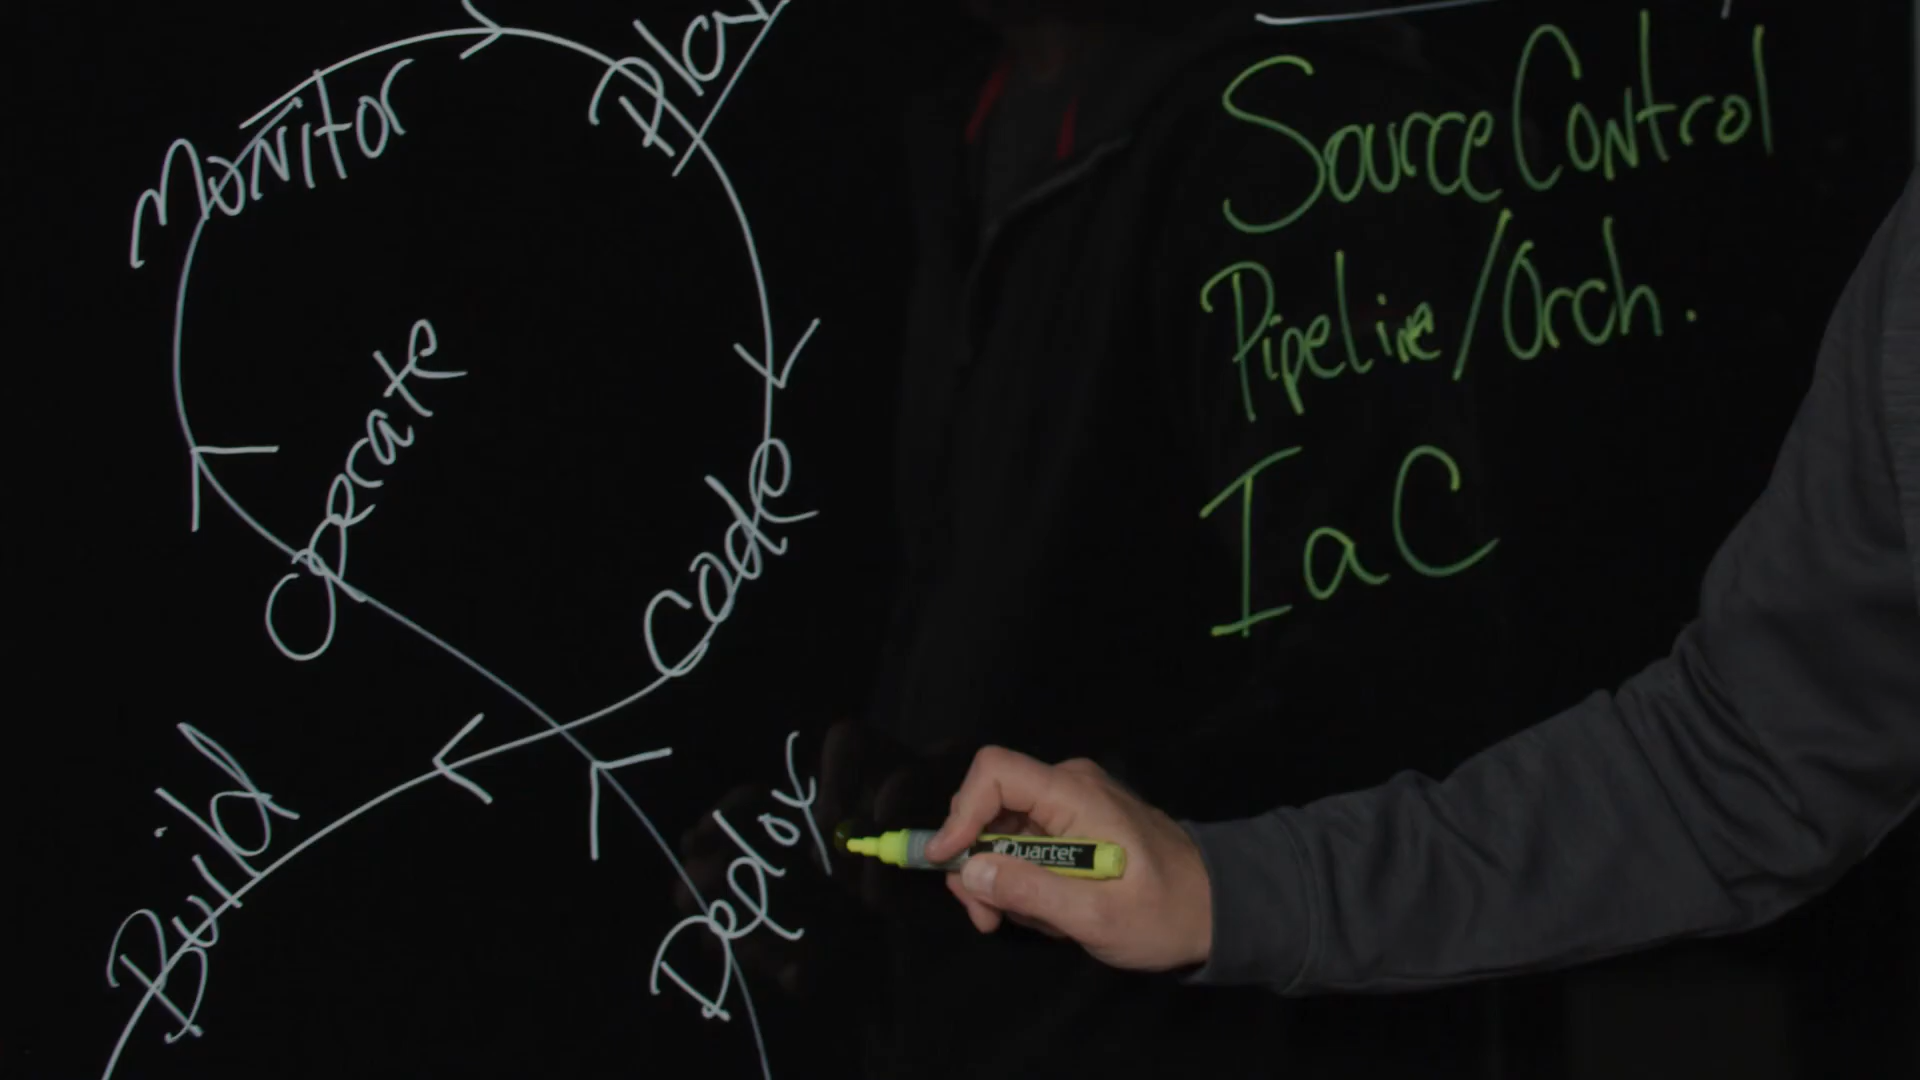 Plan
Monitor
Operate
Code
Build
Deploy
Source Control
Pipeline/Orch.
IaC
Quartet